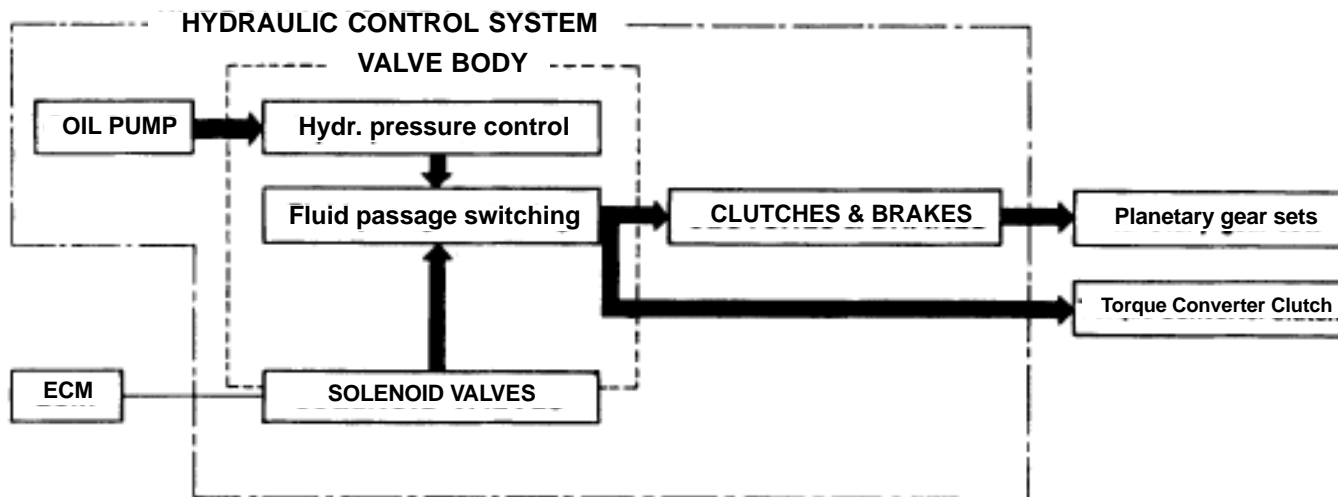 HYDRAULIC CONTROL SYSTEM
VALVE BODY
OIL PUMP
Hydr. pressure control
Fluid passage switching
CLUTCHES & BRAKES
Planetary gear sets
Torque Converter Clutch
ECM
SOLENOID VALVES